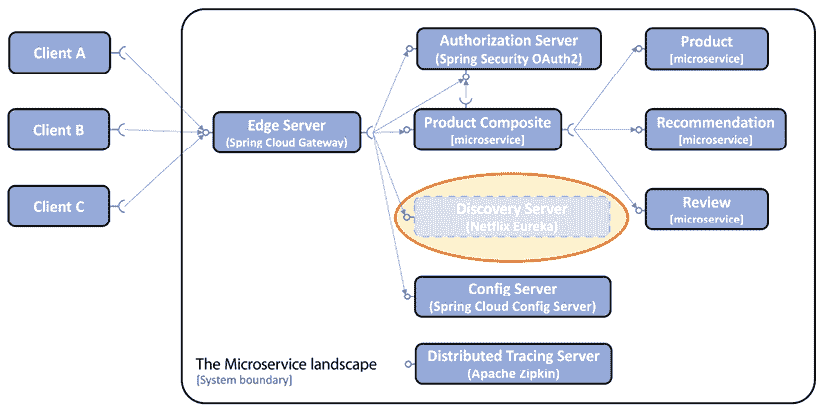 Client A
Client B
Client C
Edge Server
(Spring Cloud Gateway)
Authorization Server
(Spring Security OAuth2)
Product Composite
[microservice]
Discovery Server
(Netflix Eureka)
Config Server
(Spring Cloud Config Server)
Distributed Tracing Server
(Apache Zipkin)
Product
[microservice]
Recommendation
[microservice]
Review
[microservice]
The Microservice landscape
[System boundary]